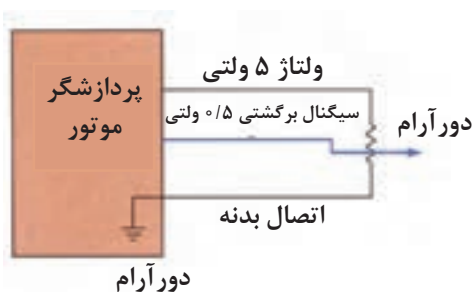 ولتاژ ۵ ولتی
پردازشگر
موتور
سیگنال برگشتی ۰/۵ ولتی
دورآرام
اتصال بدنه
دورآرام